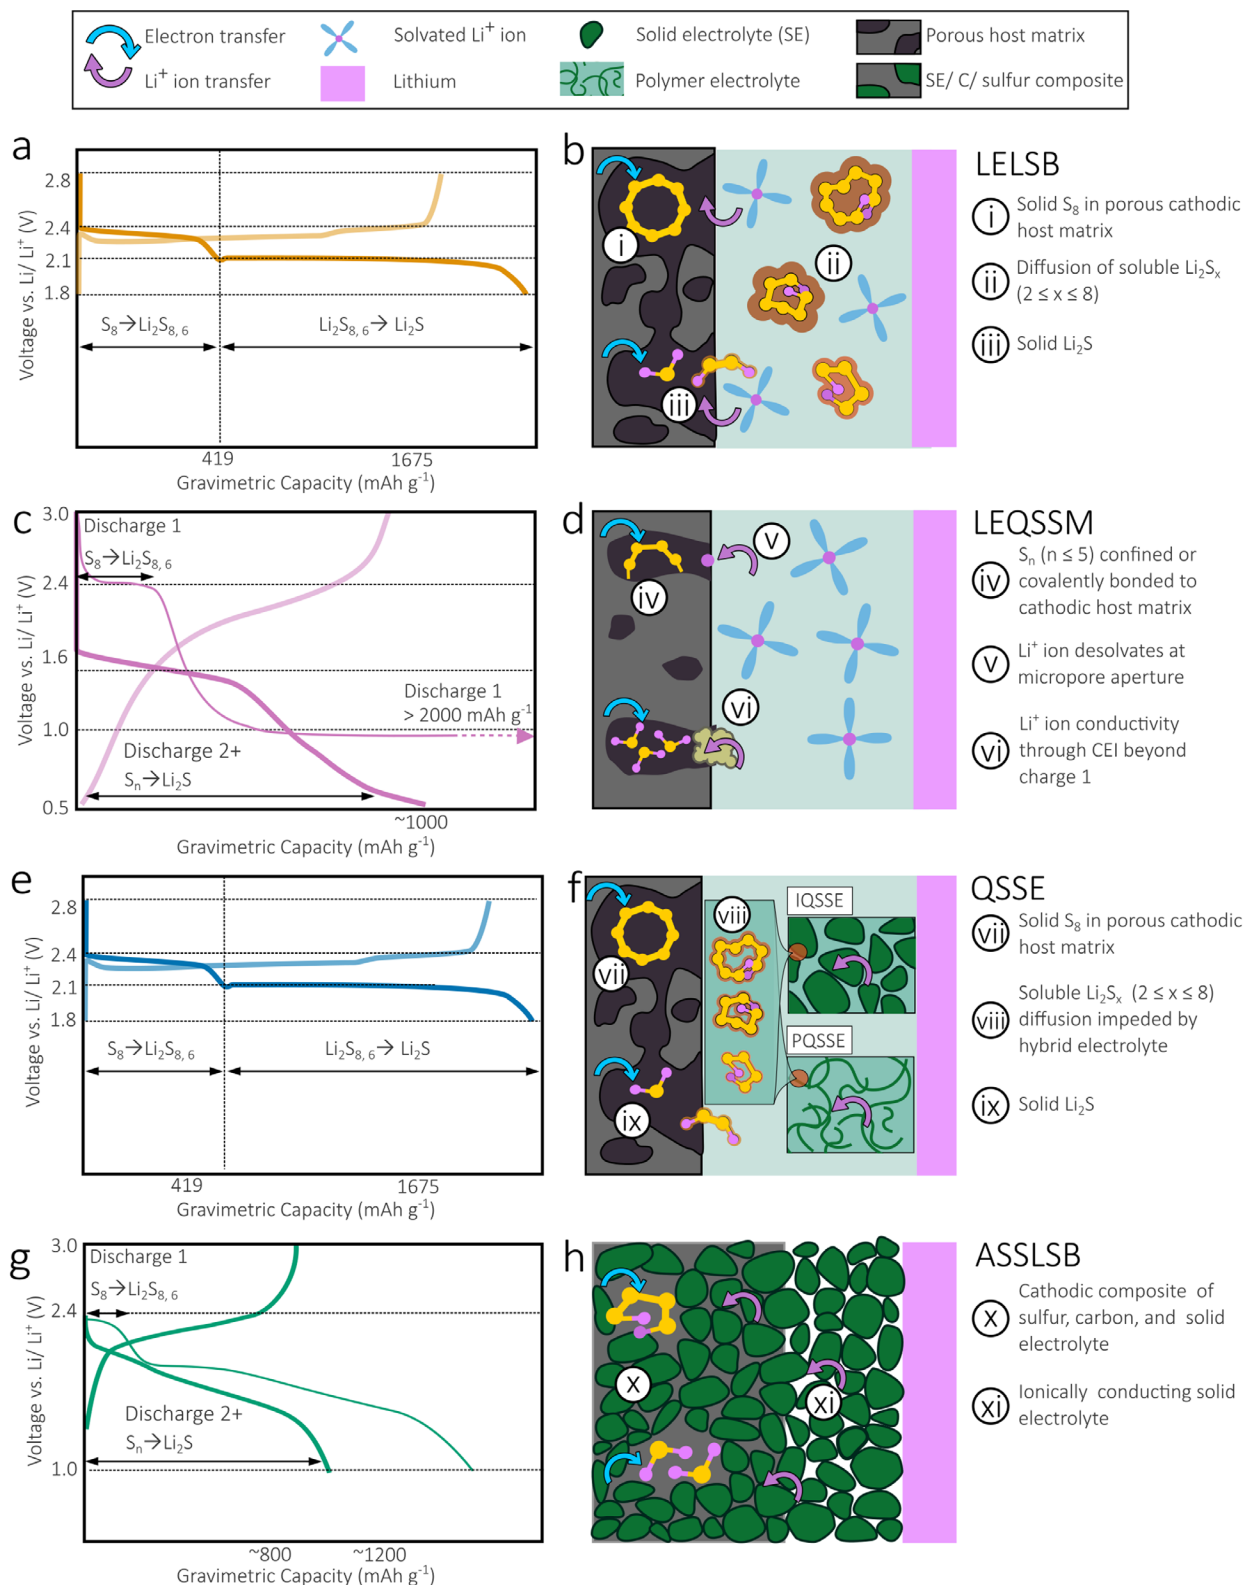 Electron transfer
Solvated Li⁺ ion
Solid electrolyte (SE)
Porous host matrix
Li⁺ ion transfer
Lithium
Polymer electrolyte
SE/ C/ sulfur composite
a
Voltage vs. Li/ Li⁺ (V)
2.8
2.4
2.1
1.8
S₈→Li₂S₈,₆
Li₂S₈,₆→ Li₂S
419
1675
Gravimetric Capacity (mAh g⁻¹)
b
i
ii
iii
LELSB
i
Solid S₈ in porous cathodic
host matrix
ii
Diffusion of soluble Li₂Sₓ
(2 ≤ x ≤ 8)
iii
Solid Li₂S
c
Voltage vs. Li/ Li⁺ (V)
3.0
2.4
1.6
1.0
0.5
Discharge 1
S₈→Li₂S₈,₆
Discharge 1
> 2000 mAh g⁻¹
Discharge 2+
Sₙ→Li₂S
~1000
Gravimetric Capacity (mAh g⁻¹)
d
iv
v
vi
LEQSSM
iv
Sₙ (n ≤ 5) confined or
covalently bonded to
cathodic host matrix
v
Li⁺ ion desolvates at
micropore aperture
vi
Li⁺ ion conductivity
through CEI beyond
charge 1
e
Voltage vs. Li/ Li⁺ (V)
2.8
2.4
2.1
1.8
S₈→Li₂S₈,₆
Li₂S₈,₆→ Li₂S
419
1675
Gravimetric Capacity (mAh g⁻¹)
f
vii
viii
ix
IQSSE
PQSSE
QSSE
vii
Solid S₈ in porous cathodic
host matrix
viii
Soluble Li₂Sₓ (2 ≤ x ≤ 8)
diffusion impeded by
hybrid electrolyte
ix
Solid Li₂S
g
Voltage vs. Li/ Li⁺ (V)
3.0
2.4
1.0
Discharge 1
S₈→Li₂S₈,₆
Discharge 2+
Sₙ→Li₂S
~800
~1200
Gravimetric Capacity (mAh g⁻¹)
h
x
xi
ASSLSB
x
Cathodic composite of
sulfur, carbon, and solid
electrolyte
xi
Ionically conducting solid
electrolyte